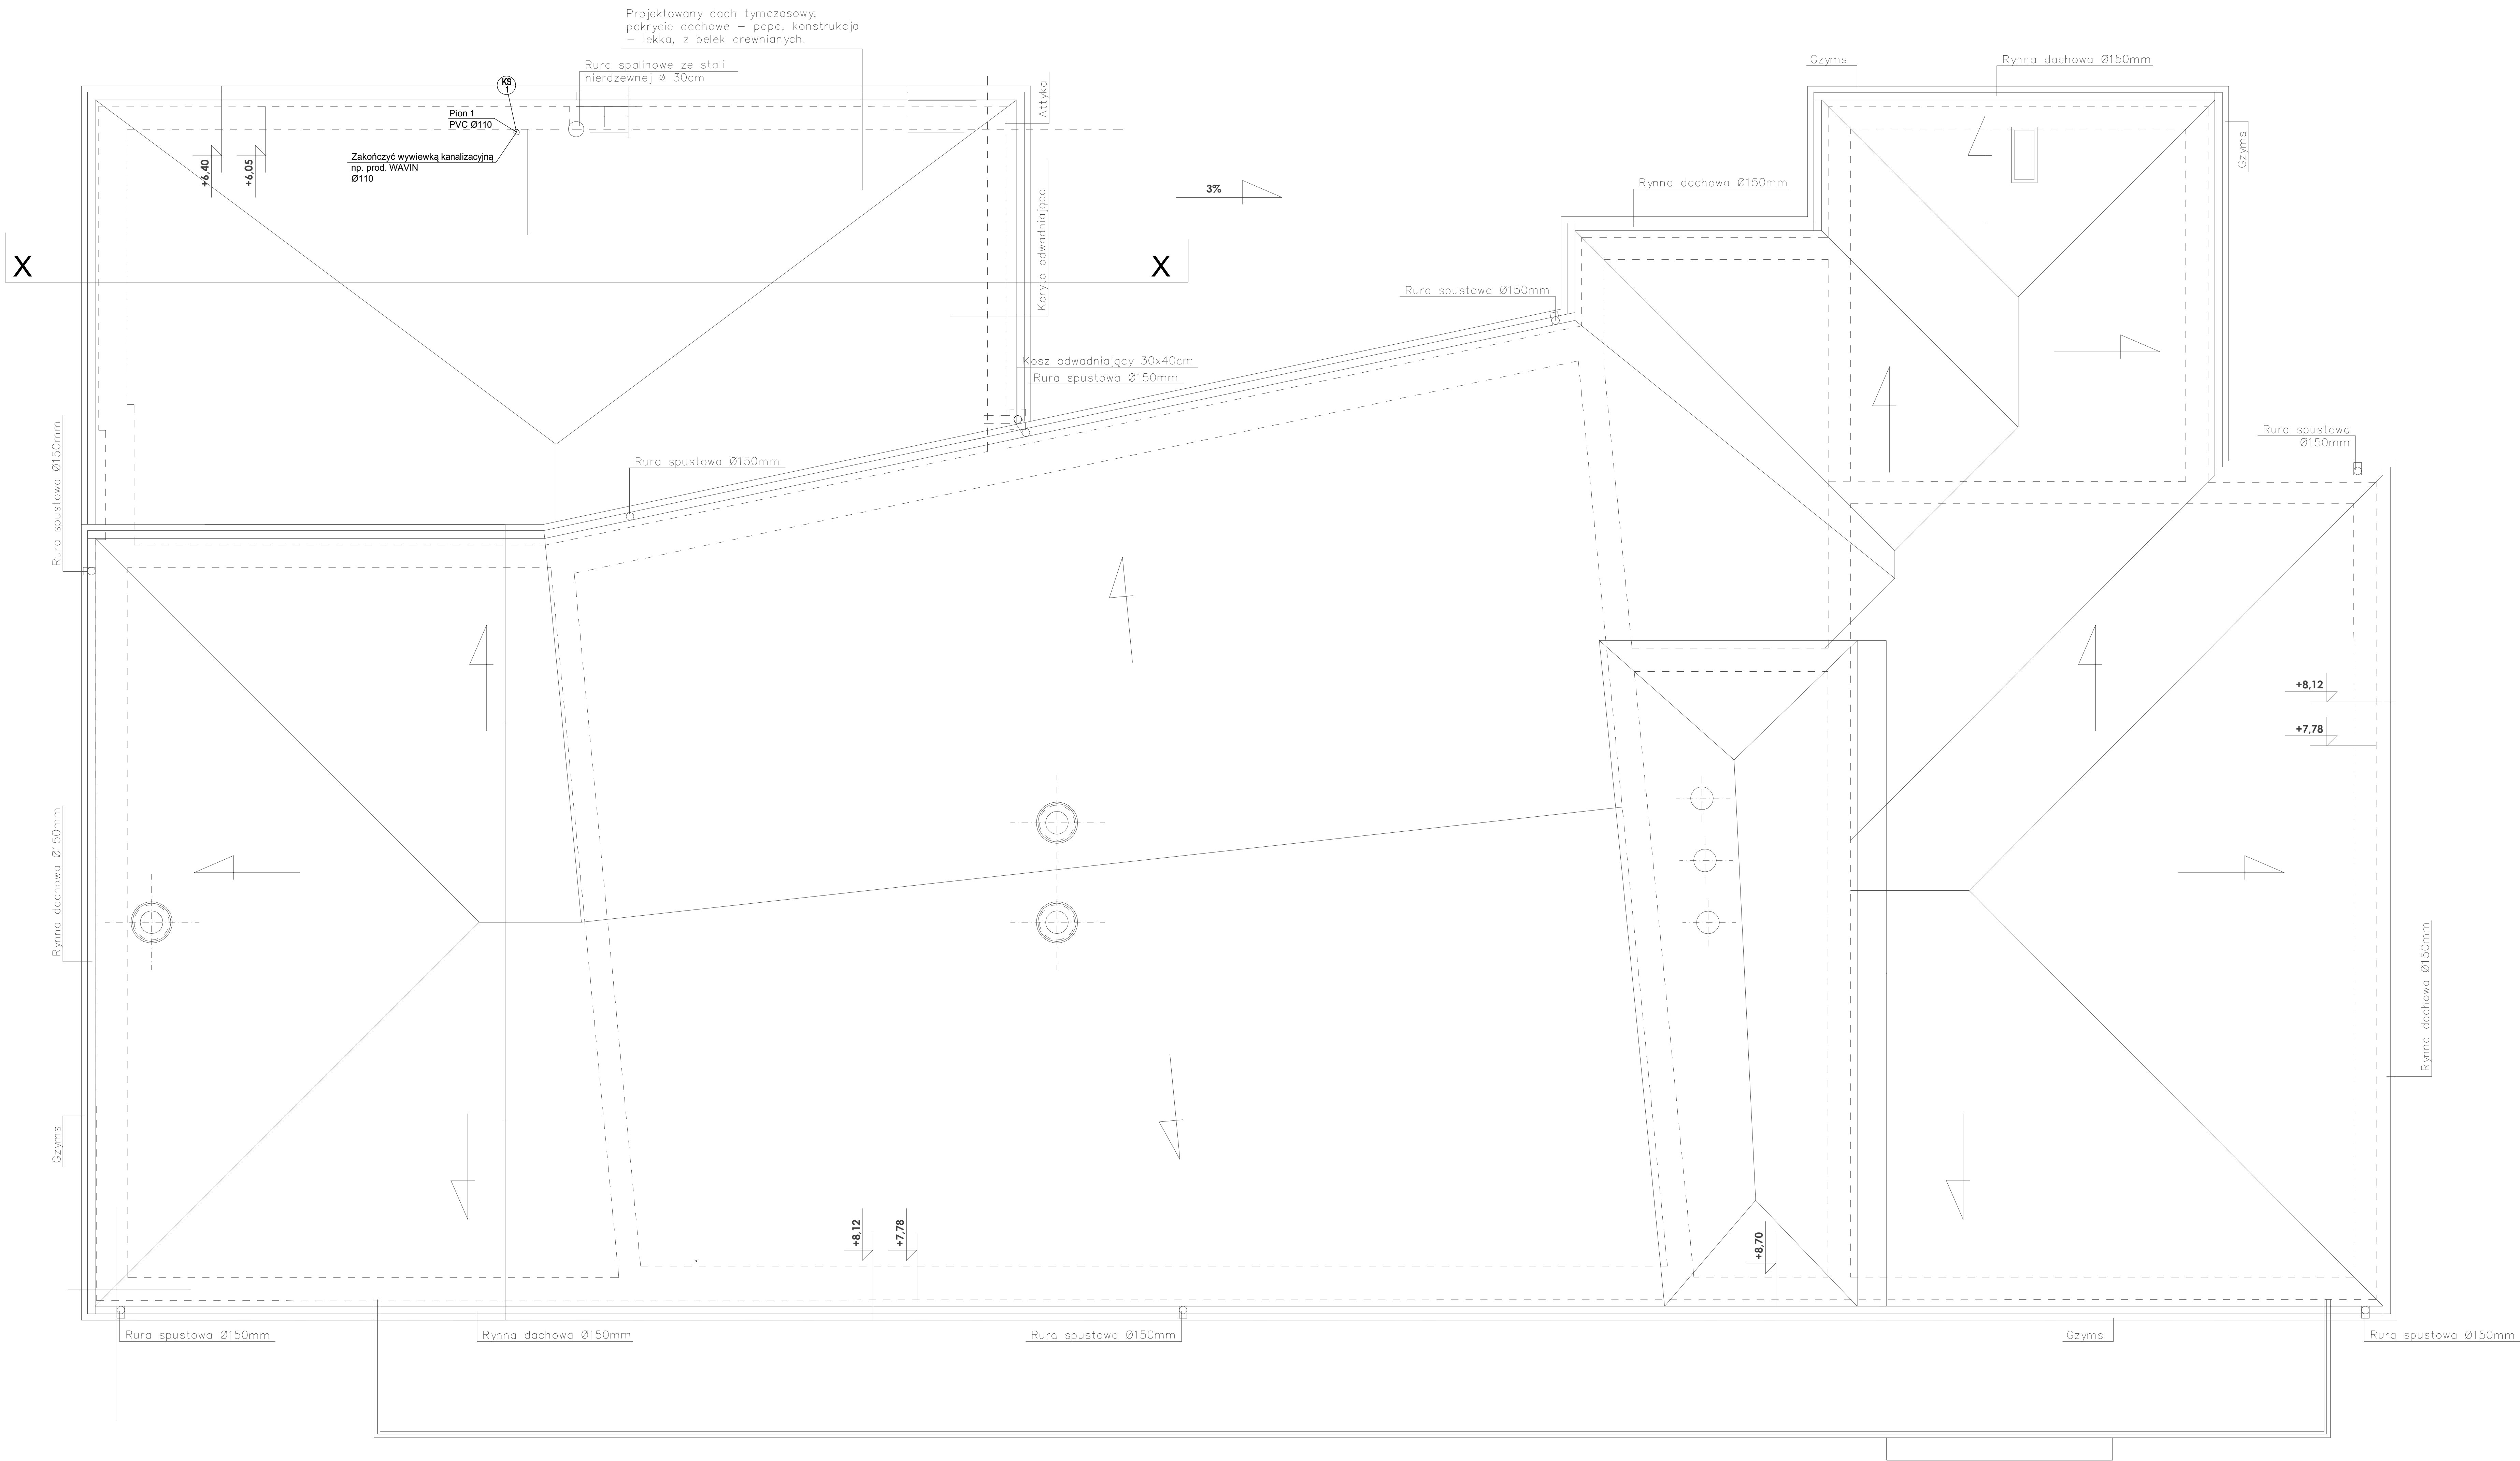 Projektowany dach tymczasowy:
pokrycie dachowe – papa, konstrukcja
– lekka, z belek drewnianych.
Rura spalinowe ze stali
nierdzewnej ø 30cm
KS
1
Pion 1
PVC Ø110
Zakończyć wywiewką kanalizacyjną
np. prod. WAVIN
Ø110
+6,40
+6,05
Attyka
Koryto odwadniające
3%
X
X
Gzyms
Rynna dachowa Ø150mm
Gzyms
Rynna dachowa Ø150mm
Rura spustowa Ø150mm
Kosz odwadniający 30x40cm
Rura spustowa Ø150mm
Rura spustowa Ø150mm
Rura spustowa
Ø150mm
Rura spustowa Ø150mm
+8,12
+7,78
Rynna dachowa Ø150mm
Rynna dachowa Ø150mm
Gzyms
+8,12
+7,78
+8,70
Rura spustowa Ø150mm
Rynna dachowa Ø150mm
Rura spustowa Ø150mm
Gzyms
Rura spustowa Ø150mm